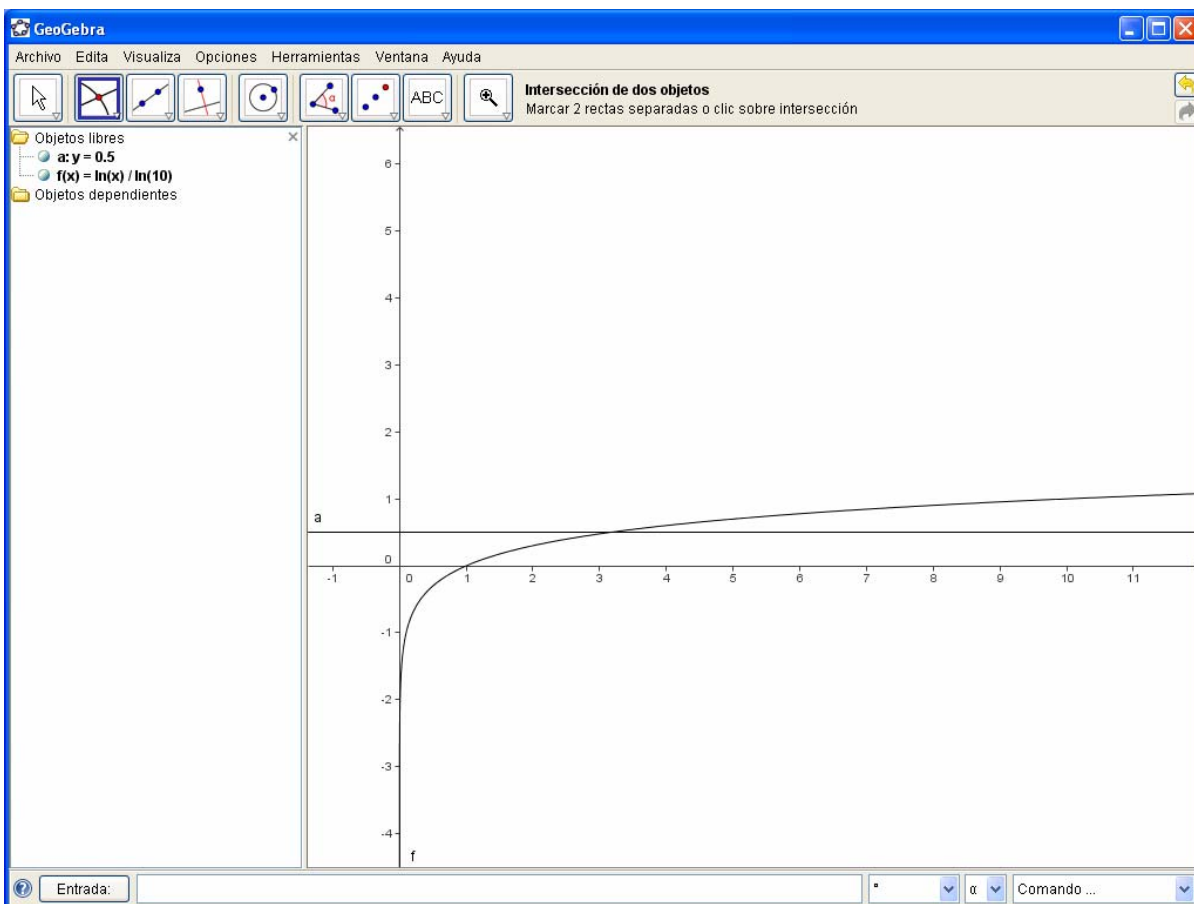 GeoGebra
Archivo Edita Visualiza Opciones Herramientas Ventana Ayuda
ABC
Intersección de dos objetos
Marcar 2 rectas separadas o clic sobre intersección
Objetos libres
a: y = 0.5
f(x) = ln(x) / ln(10)
Objetos dependientes
6
5
4
3
2
1
a
0
-1 0 1 2 3 4 5 6 7 8 9 10 11
-1
-2
-3
-4
f
Entrada: ° α Comando ...